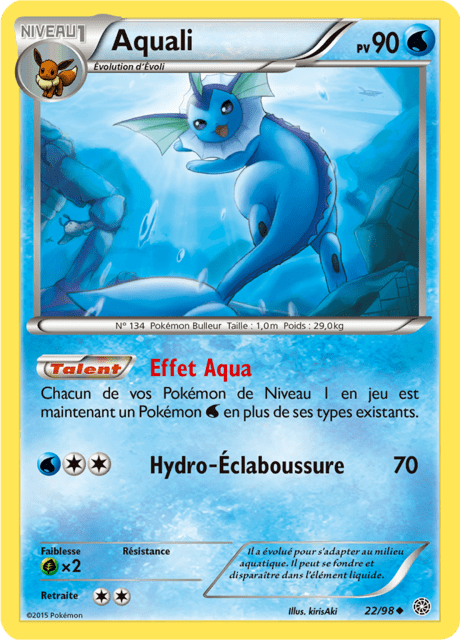 NIVEAU 1
Aquali
PV 90
Évolution d'Évoli
N° 134 Pokémon Bulleur Taille : 1,0m Poids : 29,0kg
Talent Effet Aqua
Chacun de vos Pokémon de Niveau 1 en jeu est
maintenant un Pokémon en plus de ses types existants.
Hydro-Éclaboussure 70
Faiblesse Résistance
×2
Retraite
Il a évolué pour s'adapter au milieu
aquatique. Il peut se fondre et
disparaître dans l'élément liquide.
Illus. kirisAki 22/98
©2015 Pokémon